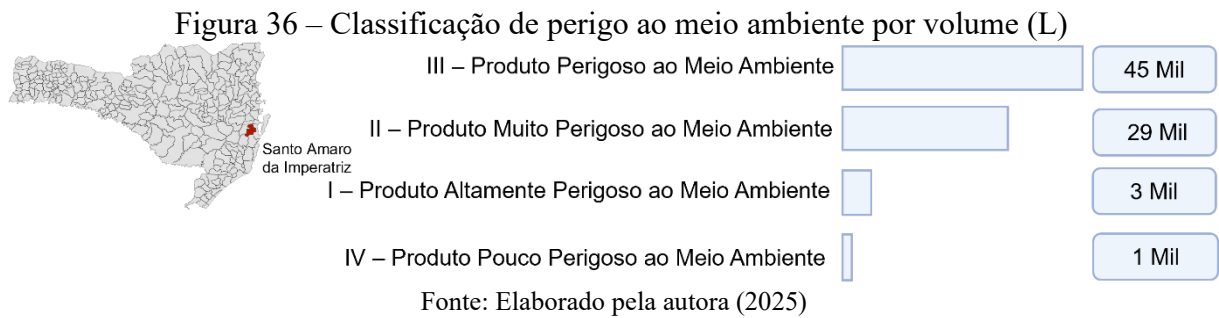 Figura 36 – Classificação de perigo ao meio ambiente por volume (L)
III – Produto Perigoso ao Meio Ambiente 45 Mil
II – Produto Muito Perigoso ao Meio Ambiente 29 Mil
Santo Amaro
da Imperatriz
I – Produto Altamente Perigoso ao Meio Ambiente 3 Mil
IV – Produto Pouco Perigoso ao Meio Ambiente 1 Mil
Fonte: Elaborado pela autora (2025)